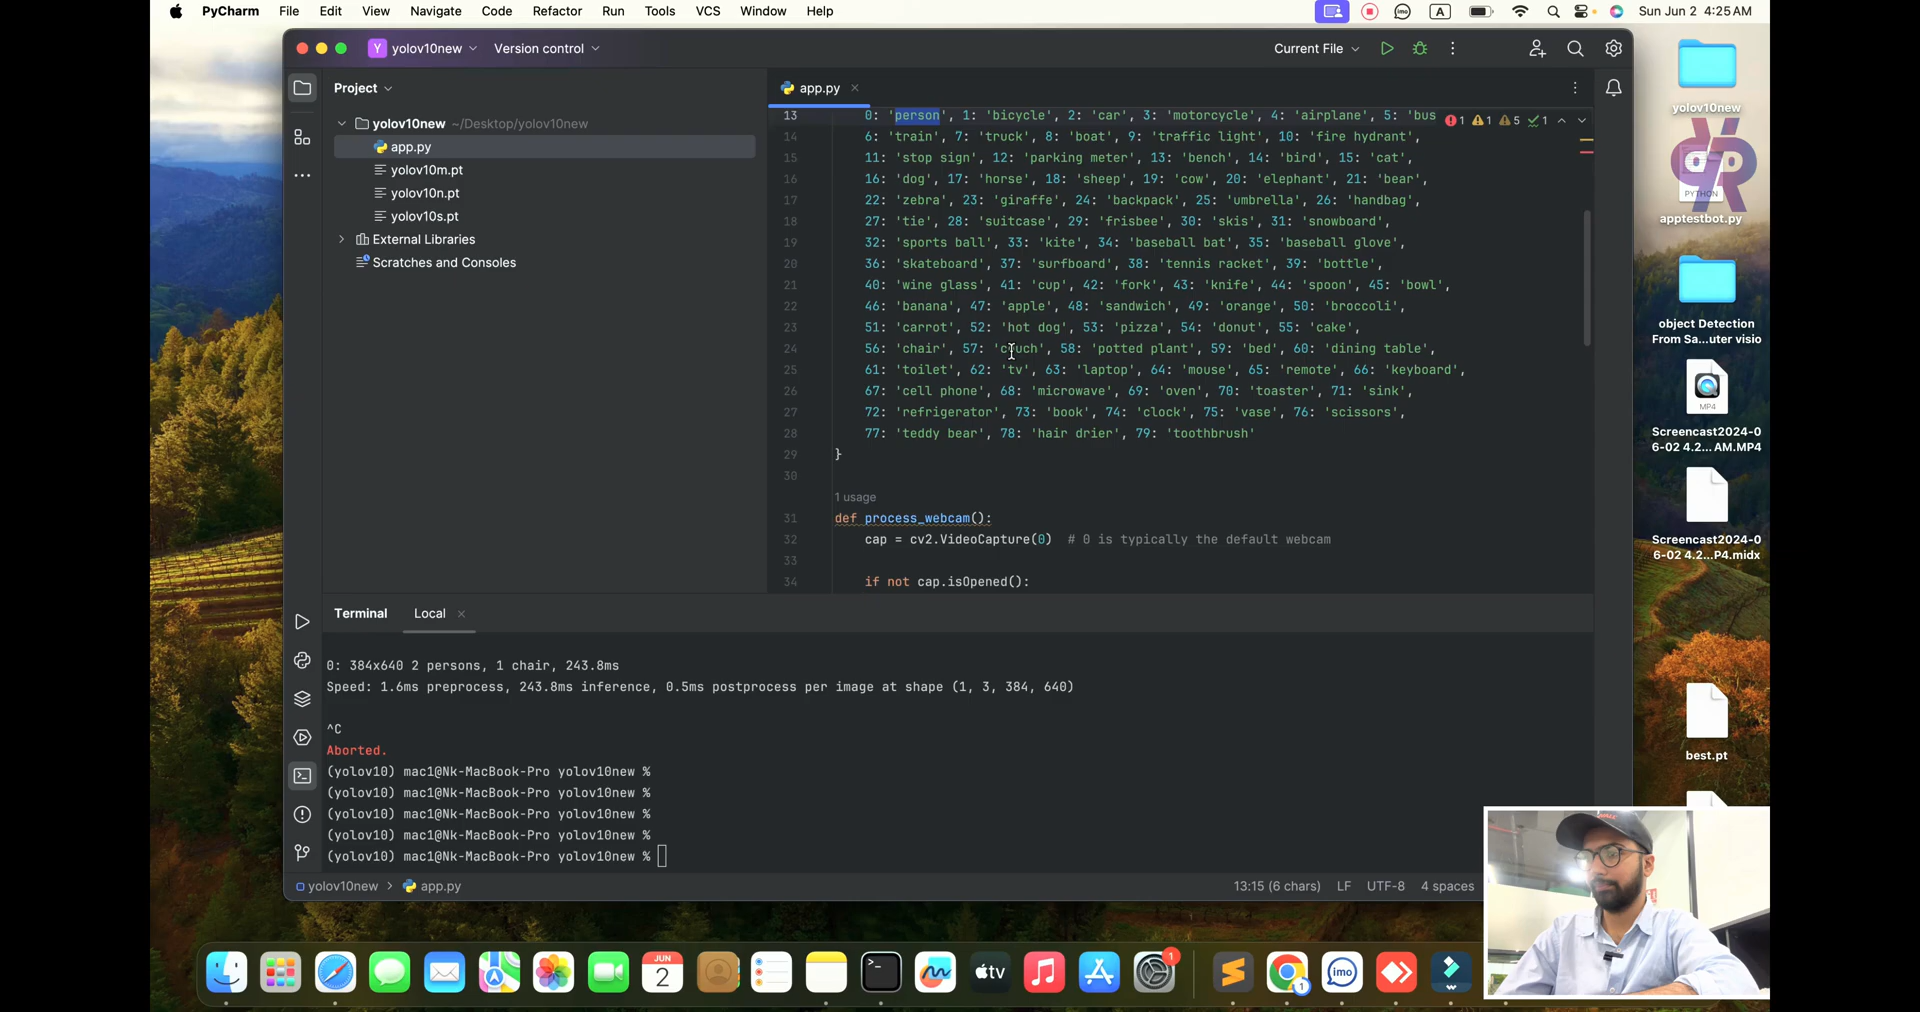 PyCharm File Edit View Navigate Code Refactor Run Tools VCS Window Help
imo A Sun Jun 2 4:25 AM
Y yolov10new Version control Current File
Project
yolov10new ~/Desktop/yolov10new
app.py
yolov10m.pt
yolov10n.pt
yolov10s.pt
External Libraries
Scratches and Consoles
app.py
1 1 5 1
13 0: 'person', 1: 'bicycle', 2: 'car', 3: 'motorcycle', 4: 'airplane', 5: 'bus
14 6: 'train', 7: 'truck', 8: 'boat', 9: 'traffic light', 10: 'fire hydrant',
15 11: 'stop sign', 12: 'parking meter', 13: 'bench', 14: 'bird', 15: 'cat',
16 16: 'dog', 17: 'horse', 18: 'sheep', 19: 'cow', 20: 'elephant', 21: 'bear',
17 22: 'zebra', 23: 'giraffe', 24: 'backpack', 25: 'umbrella', 26: 'handbag',
18 27: 'tie', 28: 'suitcase', 29: 'frisbee', 30: 'skis', 31: 'snowboard',
19 32: 'sports ball', 33: 'kite', 34: 'baseball bat', 35: 'baseball glove',
20 36: 'skateboard', 37: 'surfboard', 38: 'tennis racket', 39: 'bottle',
21 40: 'wine glass', 41: 'cup', 42: 'fork', 43: 'knife', 44: 'spoon', 45: 'bowl',
22 46: 'banana', 47: 'apple', 48: 'sandwich', 49: 'orange', 50: 'broccoli',
23 51: 'carrot', 52: 'hot dog', 53: 'pizza', 54: 'donut', 55: 'cake',
24 56: 'chair', 57: 'couch', 58: 'potted plant', 59: 'bed', 60: 'dining table',
25 61: 'toilet', 62: 'tv', 63: 'laptop', 64: 'mouse', 65: 'remote', 66: 'keyboard',
26 67: 'cell phone', 68: 'microwave', 69: 'oven', 70: 'toaster', 71: 'sink',
27 72: 'refrigerator', 73: 'book', 74: 'clock', 75: 'vase', 76: 'scissors',
28 77: 'teddy bear', 78: 'hair drier', 79: 'toothbrush'
29 }
30
1 usage
31 def process_webcam():
32 cap = cv2.VideoCapture(0) # 0 is typically the default webcam
33
34 if not cap.isOpened():
Terminal Local
0: 384x640 2 persons, 1 chair, 243.8ms
Speed: 1.6ms preprocess, 243.8ms inference, 0.5ms postprocess per image at shape (1, 3, 384, 640)
^C
Aborted.
(yolov10) mac1@Nk-MacBook-Pro yolov10new %
(yolov10) mac1@Nk-MacBook-Pro yolov10new %
(yolov10) mac1@Nk-MacBook-Pro yolov10new %
(yolov10) mac1@Nk-MacBook-Pro yolov10new %
(yolov10) mac1@Nk-MacBook-Pro yolov10new %
yolov10new > app.py
13:15 (6 chars) LF UTF-8 4 spaces
yolov10new
PYTHON
apptestbot.py
object Detection
From Sa...uter visio
MP4
Screencast2024-0
6-02 4.2... AM.MP4
Screencast2024-0
6-02 4.2...P4.midx
best.pt
JUN
2
tv
1
1
imo